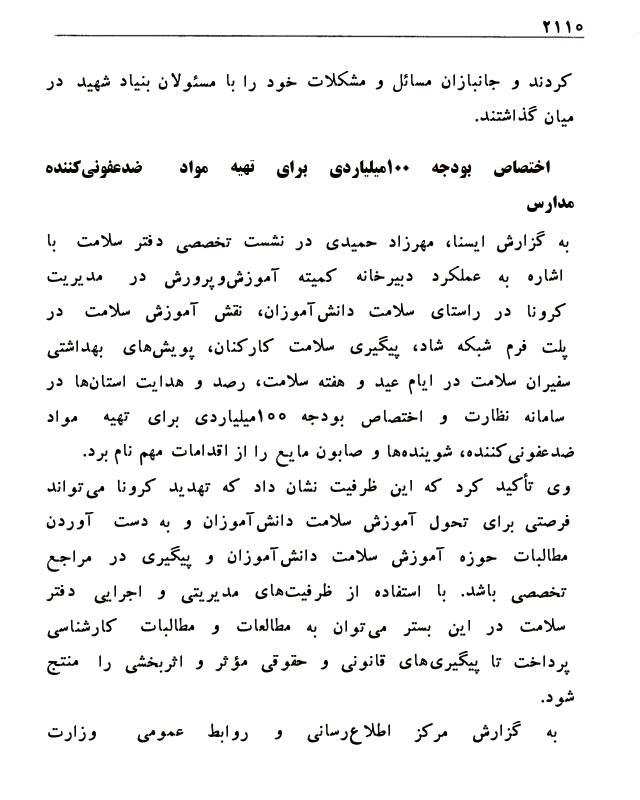 ۲۱۱۰
کردند و جانبازان مسائل و مشکلات خود را با مسئولان بنیاد شهید در
میان گذاشتند.
اختصاص بودجه ۱۰۰میلیاردی برای تهیه مواد ضدعفونی‌کننده
مدارس
به گزارش ایسنا، مهرزاد حمیدی در نشست تخصصی دفتر سلامت با
اشاره به عملکرد دبیرخانه کمیته آموزش‌وپرورش در مدیریت
کرونا در راستای سلامت دانش‌آموزان، نقش آموزش سلامت در
پلت فرم شبکه شاد، پیگیری سلامت کارکنان، پویش‌های بهداشتی
سفیران سلامت در ایام عید و هفته سلامت، رصد و هدایت استان‌ها در
سامانه نظارت و اختصاص بودجه ۱۰۰میلیاردی برای تهیه مواد
ضدعفونی‌کننده، شوینده‌ها و صابون مایع را از اقدامات مهم نام برد.
وی تأکید کرد که این ظرفیت نشان داد که تهدید کرونا می‌تواند
فرصتی برای تحول آموزش سلامت دانش‌آموزان و به دست آوردن
مطالبات حوزه آموزش سلامت دانش‌آموزان و پیگیری در مراجع
تخصصی باشد. با استفاده از ظرفیت‌های مدیریتی و اجرایی دفتر
سلامت در این بستر می‌توان به مطالعات و مطالبات کارشناسی
پرداخت تا پیگیری‌های قانونی و حقوقی مؤثر و اثربخشی را منتج
شود.
به گزارش مرکز اطلاع‌رسانی و روابط عمومی وزارت